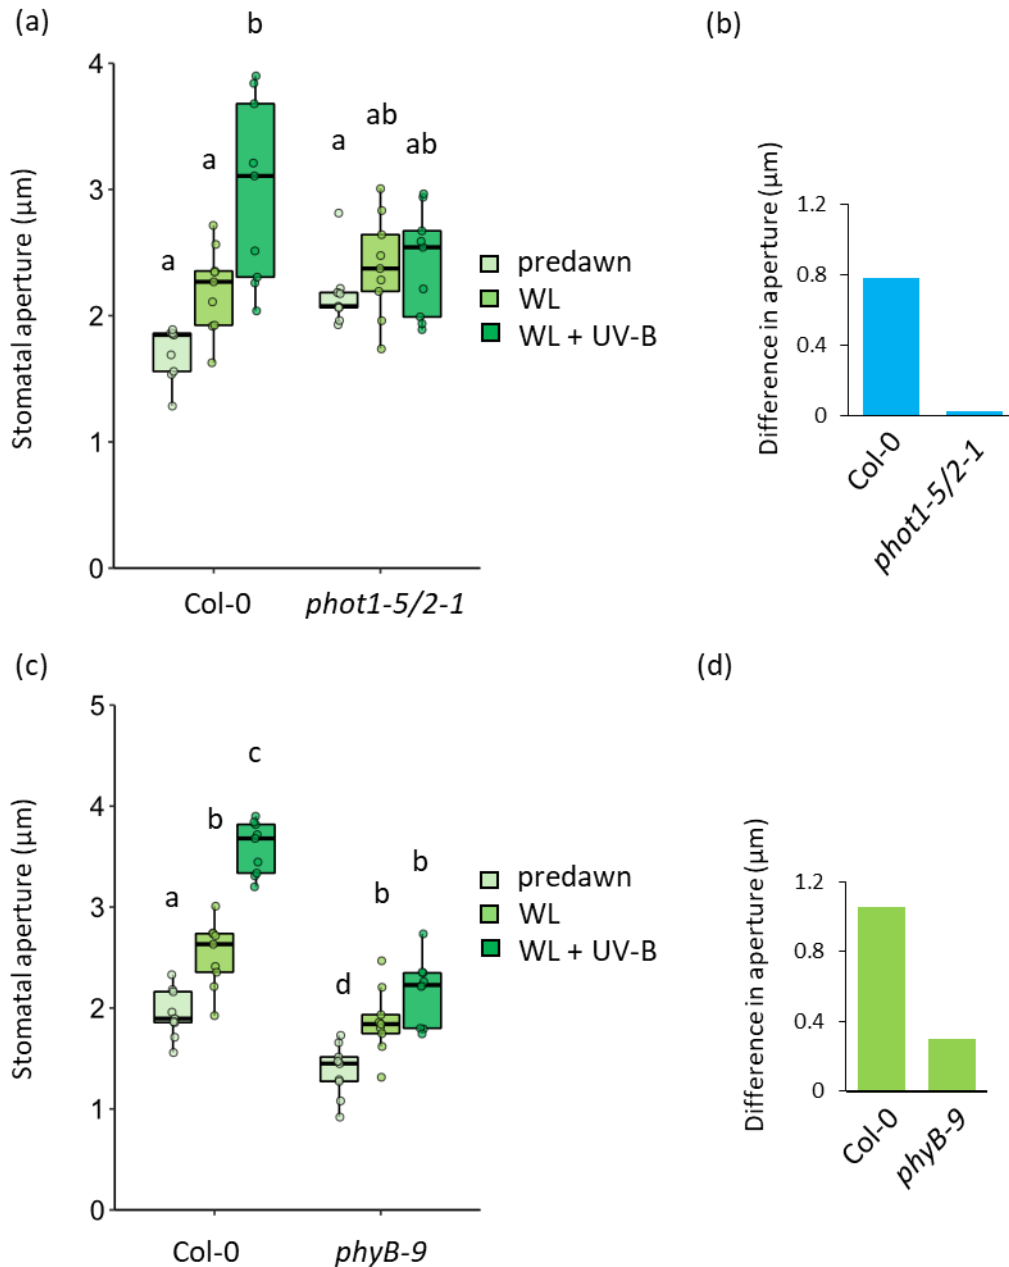 (a)
b
a
a
a
ab
ab
4
3
2
1
0
Stomatal aperture (µm)
Col-0
phot1-5/2-1
predawn
WL
WL + UV-B
(b)
1.2
0.8
0.4
0
Difference in aperture (µm)
Col-0
phot1-5/2-1
(c)
5
4
3
2
1
0
Stomatal aperture (µm)
a
b
c
d
b
b
Col-0
phyB-9
predawn
WL
WL + UV-B
(d)
1.2
0.8
0.4
0
Difference in aperture (µm)
Col-0
phyB-9